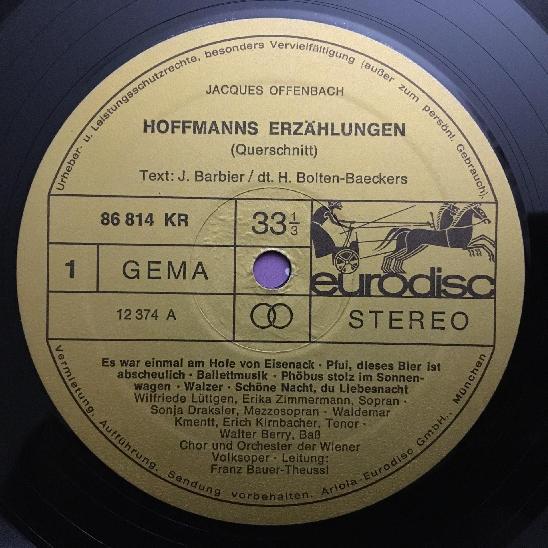 Urheber- u. Leistungsschutzrechte, besonders Vervielfältigung (außer zum persönl. Gebrauch),
JACQUES OFFENBACH
HOFFMANNS ERZÄHLUNGEN
(Querschnitt)
Text: J. Barbier / dt. H. Bolten-Baeckers
86 814 KR
33 1/3
1
GEMA
eurodisc
12 374 A
STEREO
Es war einmal am Hofe von Eisenack · Pfui, dieses Bier ist
abscheulich · Ballettmusik · Phöbus stolz im Sonnen-
wagen · Walzer · Schöne Nacht, du Liebesnacht
Wilfriede Lüttgen, Erika Zimmermann, Sopran ·
Sonja Draksler, Mezzosopran · Waldemar
Kmentt, Erich Kirnbacher, Tenor ·
Walter Berry, Baß
Chor und Orchester der Wiener
Volksoper · Leitung:
Franz Bauer-Theussl
Vermietung, Aufführung, Sendung vorbehalten. Ariola-Eurodisc GmbH., München